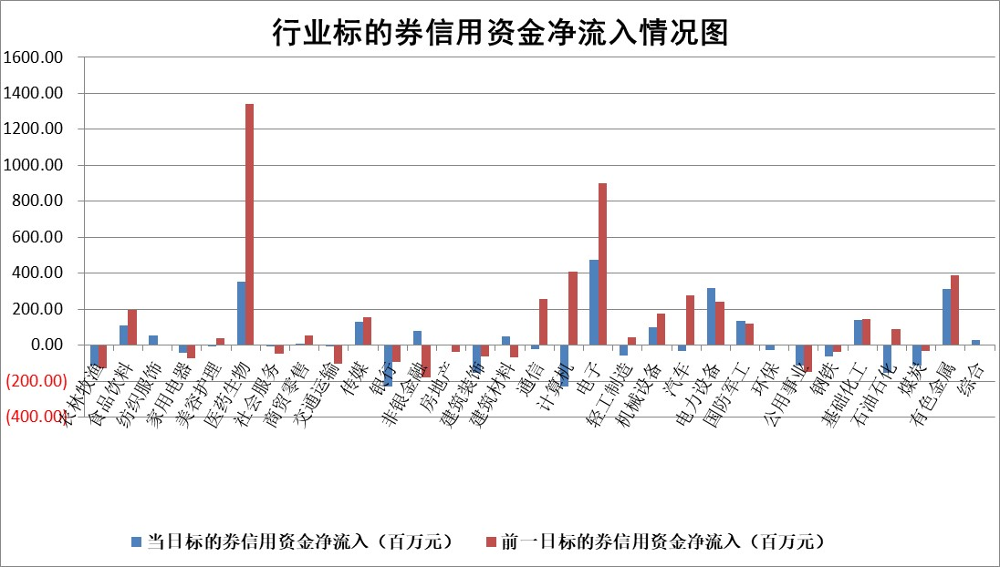 行业标的券信用资金净流入情况图
1600.00
1400.00
1200.00
1000.00
800.00
600.00
400.00
200.00
0.00
(200.00)
(400.00)
农林牧渔
食品饮料
纺织服饰
家用电器
美容护理
医药生物
社会服务
商贸零售
交通运输
传媒
银行
非银金融
房地产
建筑装饰
建筑材料
通信
计算机
电子
轻工制造
机械设备
汽车
电力设备
国防军工
环保
公用事业
钢铁
基础化工
石油石化
煤炭
有色金属
综合
当日标的券信用资金净流入（百万元）
前一日标的券信用资金净流入（百万元）